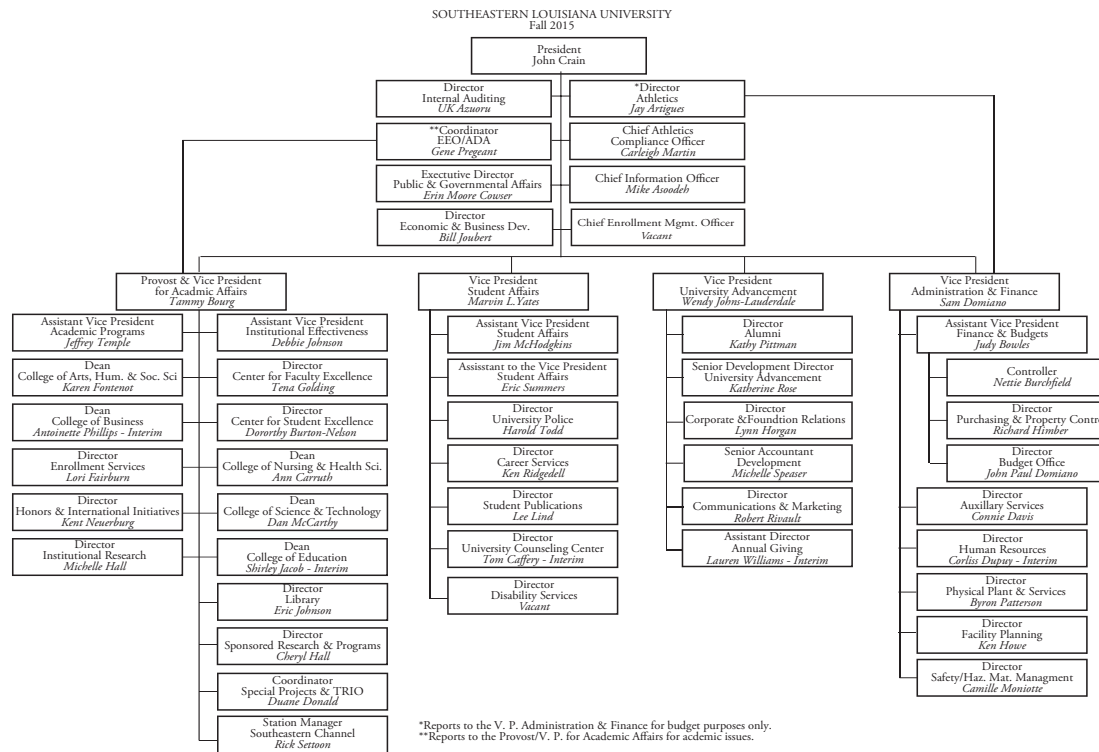 SOUTHEASTERN LOUISIANA UNIVERSITY
Fall 2015
President
John Crain
Director
Internal Auditing
UK Azuoru
*Director
Athletics
Jay Artigues
**Coordinator
EEO/ADA
Gene Pregeant
Chief Athletics
Compliance Officer
Carleigh Martin
Exectutive Director
Public & Governmental Affairs
Erin Moore Cowser
Chief Information Officer
Mike Asoodeh
Director
Economic & Business Dev.
Bill Joubert
Chief Enrollment Mgmt. Officer
Vacant
Provost & Vice President
for Acadmic Affairs
Tammy Bourg
Vice President
Student Affairs
Marvin L.Yates
Vice President
University Advancement
Wendy Johns-Lauderdale
Vice President
Administration & Finance
Sam Domiano
Assistant Vice President
Academic Programs
Jeffrey Temple
Assistant Vice President
Institutional Effectiveness
Debbie Johnson
Dean
College of Arts, Hum. & Soc. Sci
Karen Fontenot
Director
Center for Faculty Excellence
Tena Golding
Dean
College of Business
Antoinette Phillips - Interim
Director
Center for Student Excellence
Dororthy Burton-Nelson
Director
Enrollment Services
Lori Fairburn
Dean
College of Nursing & Health Sci.
Ann Carruth
Director
Honors & International Initiatives
Kent Neuerburg
Dean
College of Science & Technology
Dan McCarthy
Director
Institutional Research
Michelle Hall
Dean
College of Education
Shirley Jacob - Interim
Director
Library
Eric Johnson
Director
Sponsored Research & Programs
Cheryl Hall
Coordinator
Special Projects & TRIO
Duane Donald
Station Manager
Southeastern Channel
Rick Settoon
Assistant Vice President
Student Affairs
Jim McHodgkins
Assistant to the Vice President
Student Affairs
Eric Summers
Director
University Police
Harold Todd
Director
Career Services
Ken Ridgedell
Director
Student Publications
Lee Lind
Director
University Counseling Center
Tom Caffery - Interim
Director
Disability Services
Vacant
Director
Alumni
Kathy Pittman
Senior Development Director
University Advancement
Katherine Rose
Director
Corporate &Foundtion Relations
Lynn Horgan
Senior Accountant
Development
Michelle Speaser
Director
Communications & Marketing
Robert Rivault
Assistant Director
Annual Giving
Lauren Williams - Interim
Assistant Vice President
Finance & Budgets
Judy Bowles
Controller
Nettie Burchfield
Director
Purchasing & Property Contro
Richard Himber
Director
Budget Office
John Paul Domiano
Director
Auxillary Services
Connie Davis
Director
Human Resources
Corliss Dupuy - Interim
Director
Physical Plant & Services
Byron Patterson
Director
Facility Planning
Ken Howe
Director
Safety/Haz. Mat. Managment
Camille Moniotte
*Reports to the V. P. Administration & Finance for budget purposes only.
**Reports to the Provost/V. P. for Academic Affairs for acdemic issues.